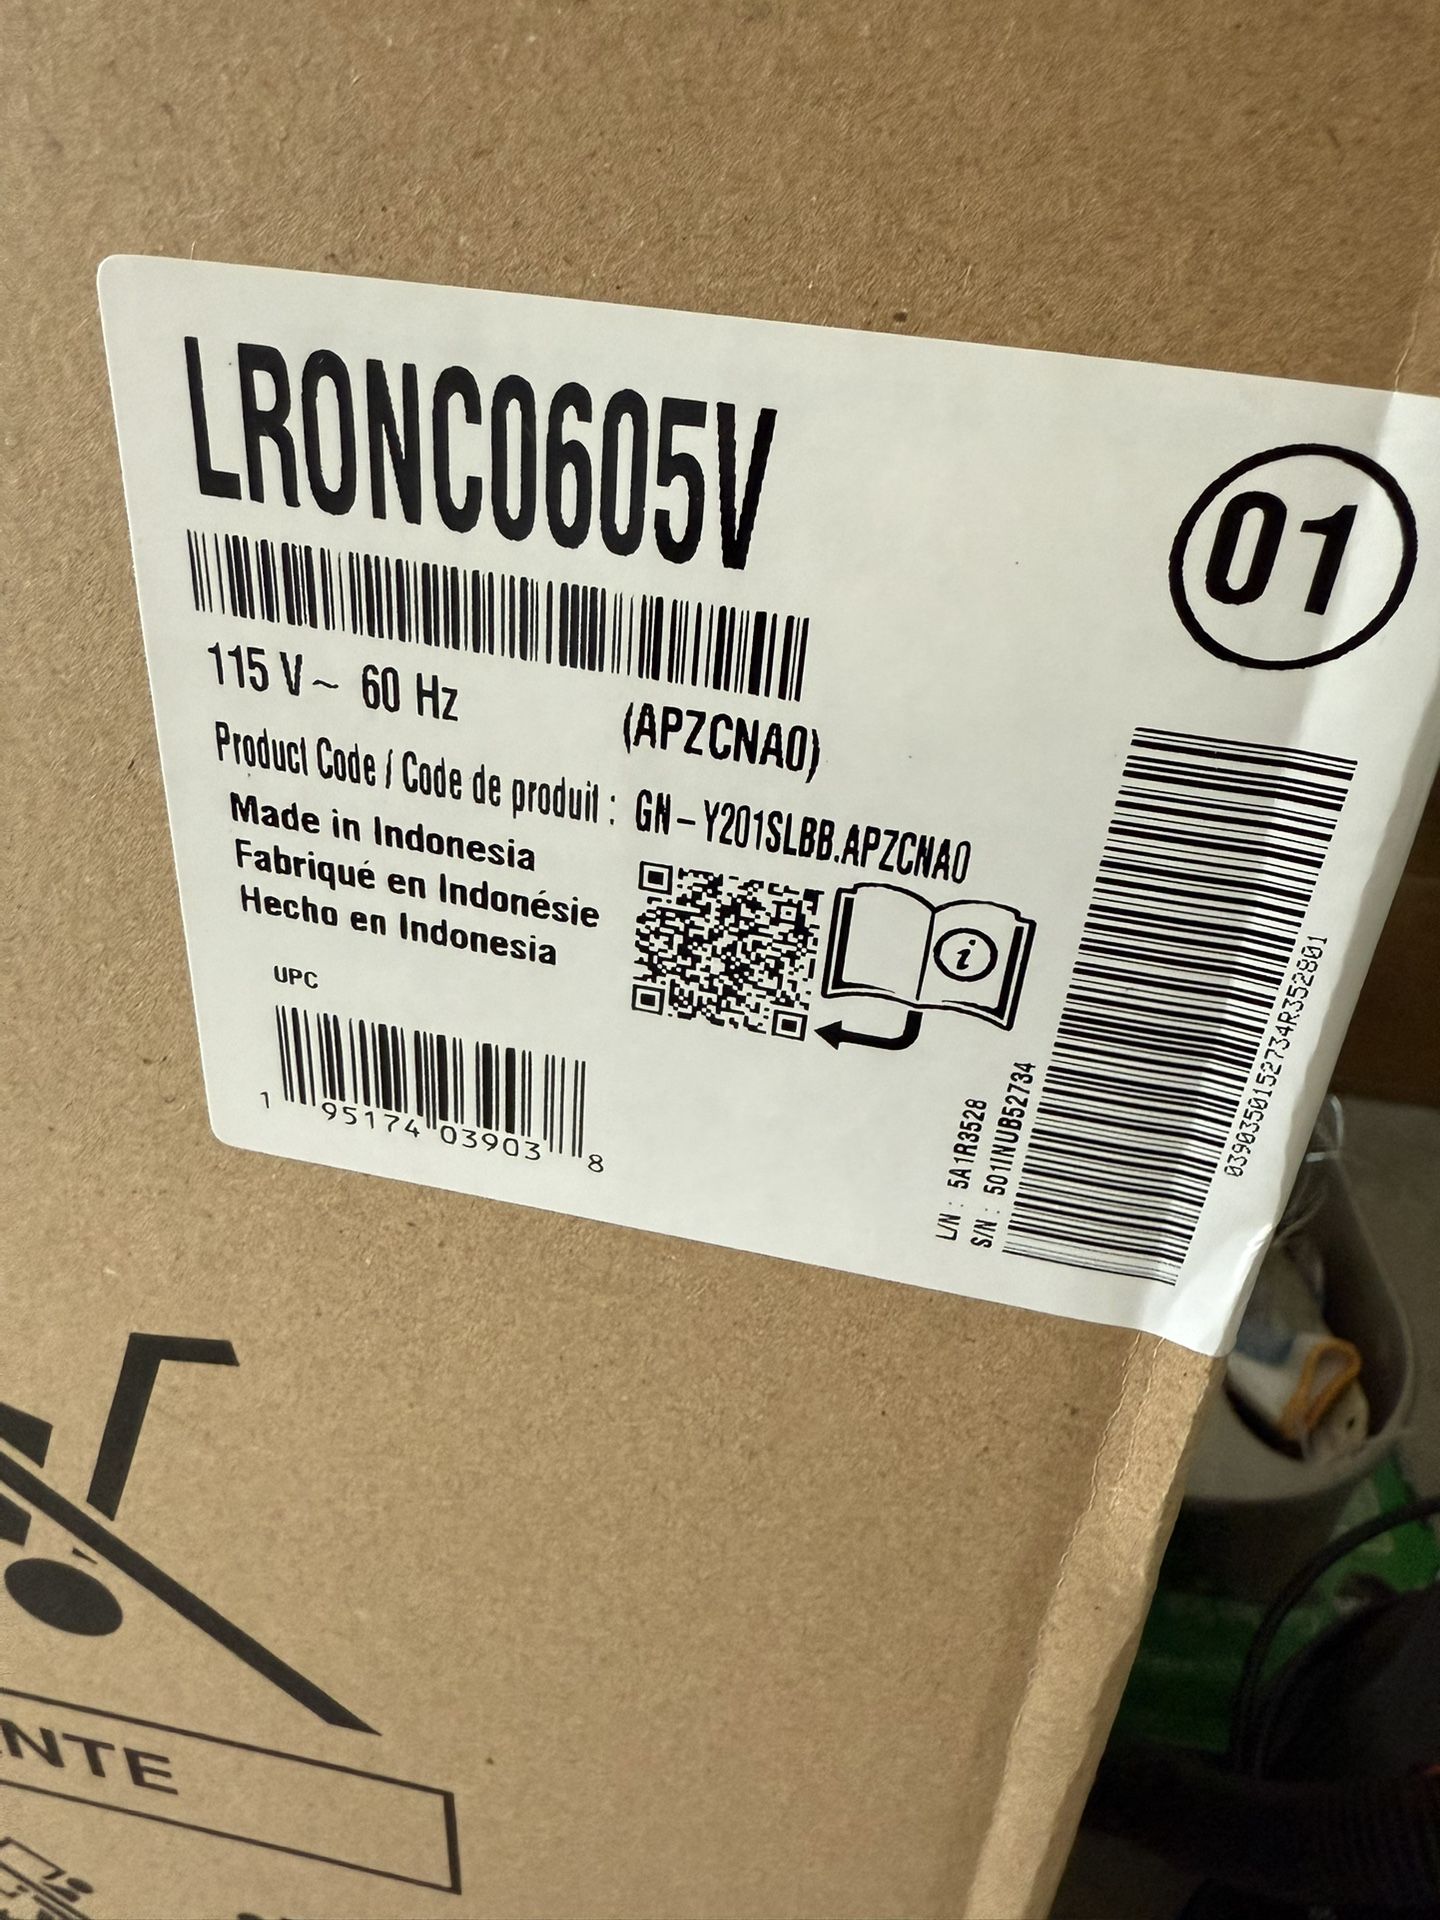 LRONC0605V
01
115 V ~ 60 Hz
(APZCNA0)
Product Code / Code de produit : GN-Y201SLBB.APZCNA0
Made in Indonesia
Fabriqué en Indonésie
Hecho en Indonesia
i
UPC
1 95174 03903 8
L/N : 5A1R3528
S/N : 501INUB52734
0390350152734R352801
NTE